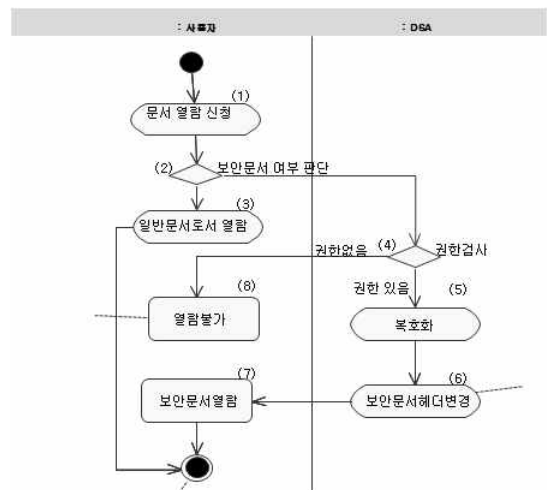 : 사용자
: DSA
(1)
문서 열람 신청
(2)
보안문서 여부 판단
(3)
일반문서로서 열람
권한없음
(4)
권한검사
(8)
권한 있음
(5)
열람불가
복호화
(7)
(6)
보안문서열람
보안문서헤더변경